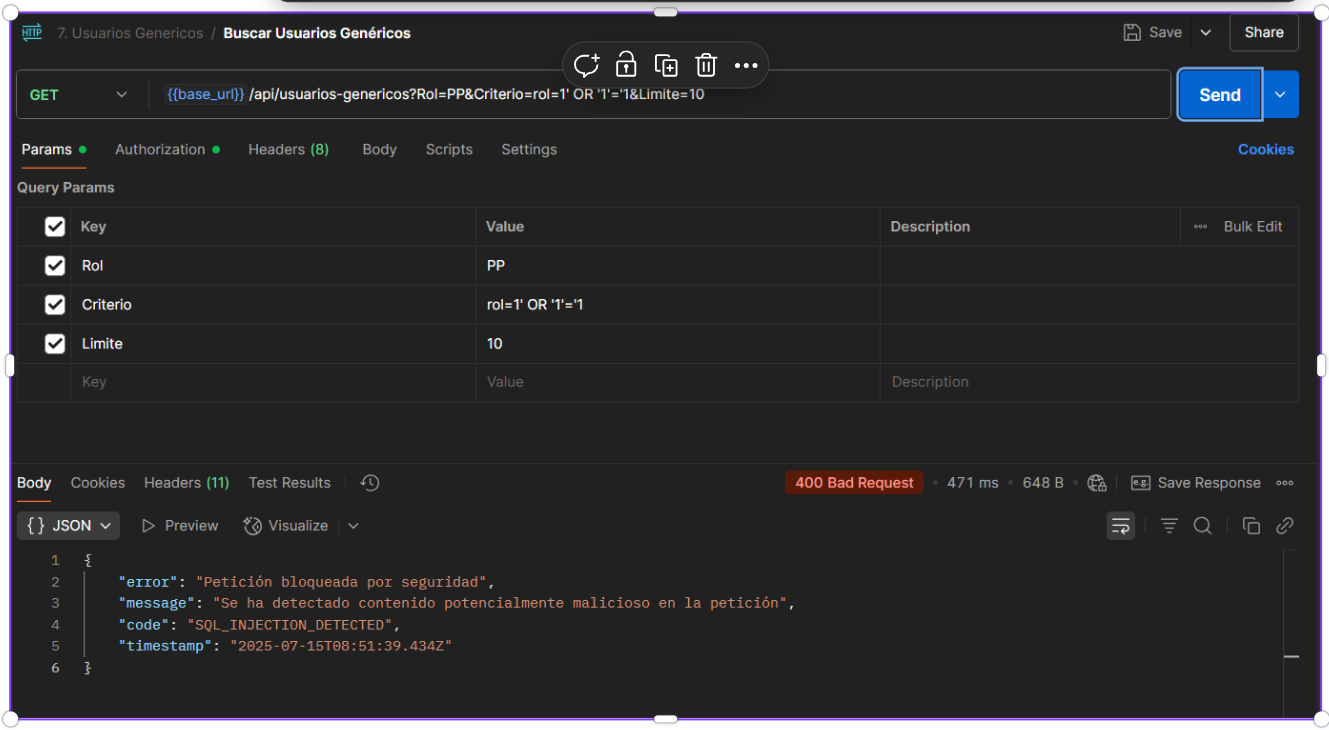 HTTP 7. Usuarios Genericos / Buscar Usuarios Genéricos Save Share
GET {{base_url}} /api/usuarios-genericos?Rol=PP&Criterio=rol=1' OR '1'='1&Limite=10 Send
Params Authorization Headers (8) Body Scripts Settings Cookies
Query Params
Key Value Description Bulk Edit
Rol PP
Criterio rol=1' OR '1'='1
Limite 10
Key Value Description
Body Cookies Headers (11) Test Results 400 Bad Request 471 ms 648 B e.g. Save Response
{} JSON Preview Visualize
1 {
2 "error": "Petición bloqueada por seguridad",
3 "message": "Se ha detectado contenido potencialmente malicioso en la petición",
4 "code": "SQL_INJECTION_DETECTED",
5 "timestamp": "2025-07-15T08:51:39.434Z"
6 }